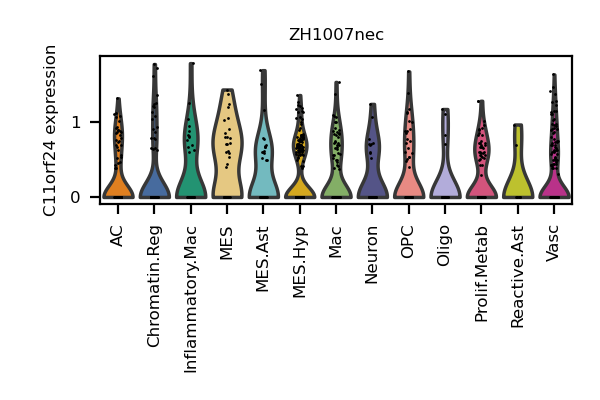 ZH1007nec
C11orf24 expression
1
0
AC
Chromatin.Reg
Inflammatory.Mac
MES
MES.Ast
MES.Hyp
Mac
Neuron
OPC
Oligo
Prolif.Metab
Reactive.Ast
Vasc